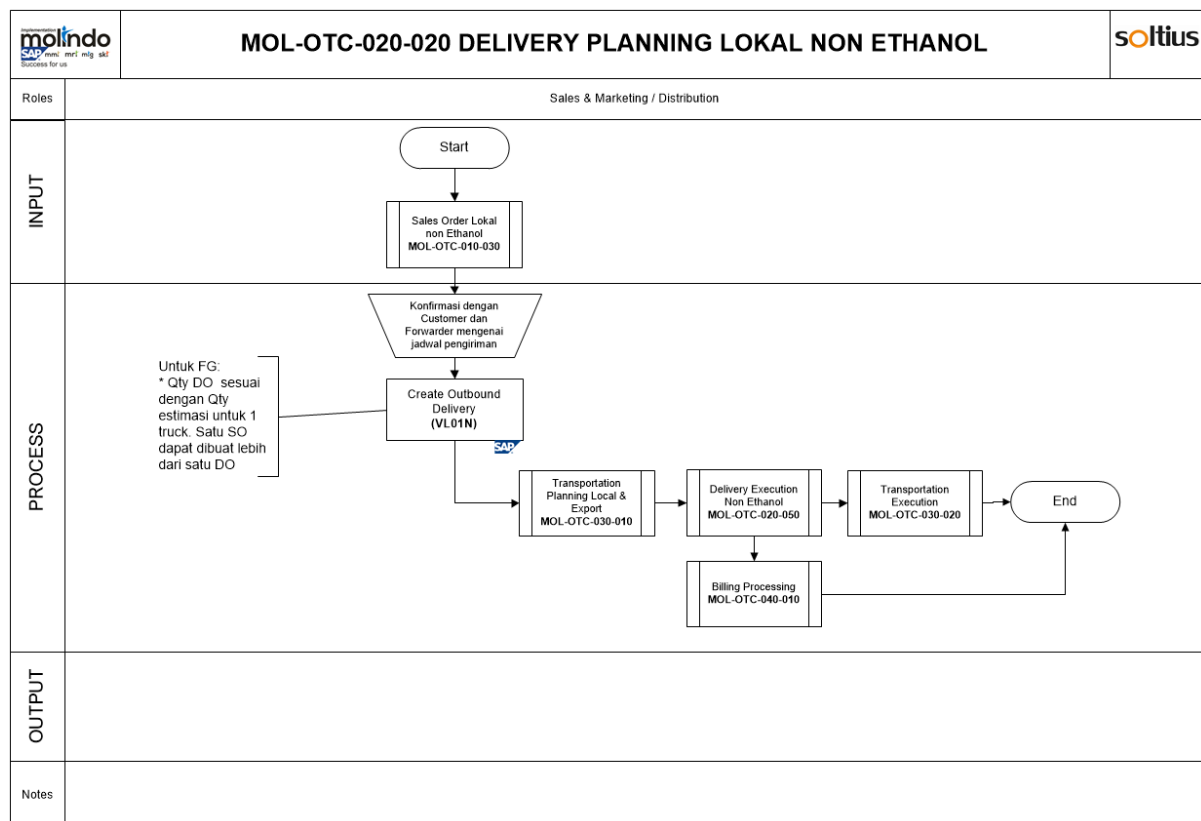 implementation
molindo
SAP mmi mri mlg ski
Success for us
MOL-OTC-020-020 DELIVERY PLANNING LOKAL NON ETHANOL
soltius
Roles
Sales & Marketing / Distribution
INPUT
Start
Sales Order Lokal
non Ethanol
MOL-OTC-010-030
PROCESS
Konfirmasi dengan
Customer dan
Forwarder mengenai
jadwal pengiriman
Untuk FG:
* Qty DO sesuai
dengan Qty
estimasi untuk 1
truck. Satu SO
dapat dibuat lebih
dari satu DO
Create Outbound
Delivery
(VL01N)
SAP
Transportation
Planning Local &
Export
MOL-OTC-030-010
Delivery Execution
Non Ethanol
MOL-OTC-020-050
Transportation
Execution
MOL-OTC-030-020
End
Billing Processing
MOL-OTC-040-010
OUTPUT
Notes